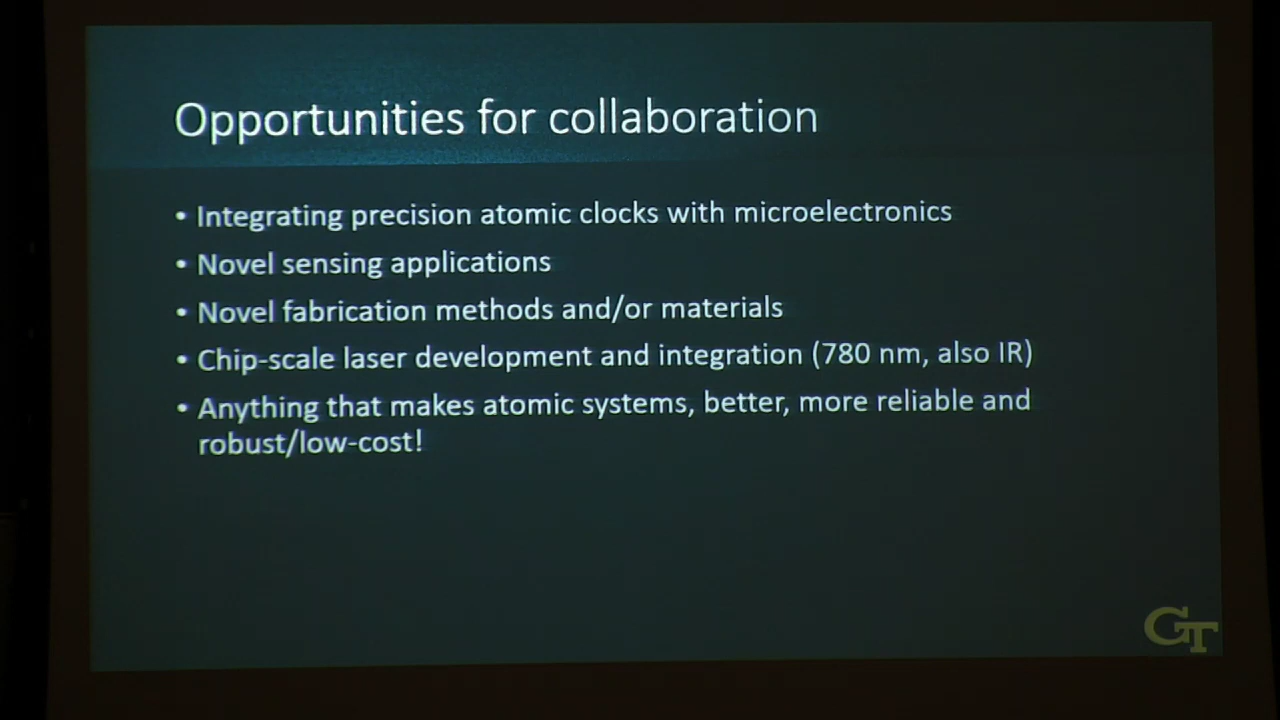 Opportunities for collaboration
• Integrating precision atomic clocks with microelectronics
• Novel sensing applications
• Novel fabrication methods and/or materials
• Chip-scale laser development and integration (780 nm, also IR)
• Anything that makes atomic systems, better, more reliable and
robust/low-cost!
GT